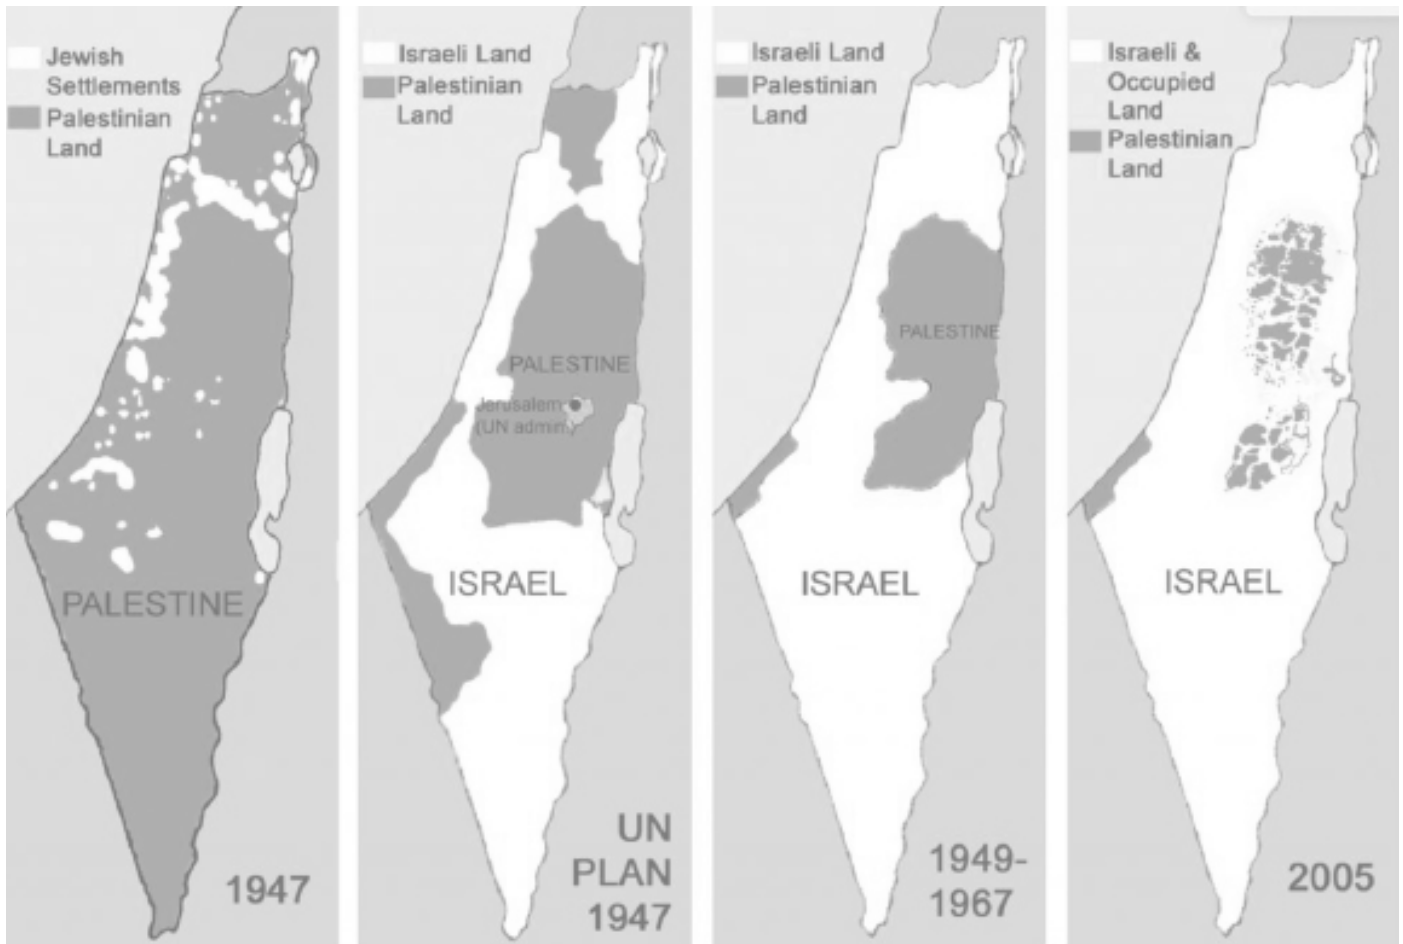 Jewish
Settlements
Palestinian
Land
PALESTINE
1947
Israeli Land
Palestinian
Land
PALESTINE
Jerusalem
(UN admin.)
ISRAEL
UN
PLAN
1947
Israeli Land
Palestinian
Land
PALESTINE
ISRAEL
1949-
1967
Israeli &
Occupied
Land
Palestinian
Land
ISRAEL
2005